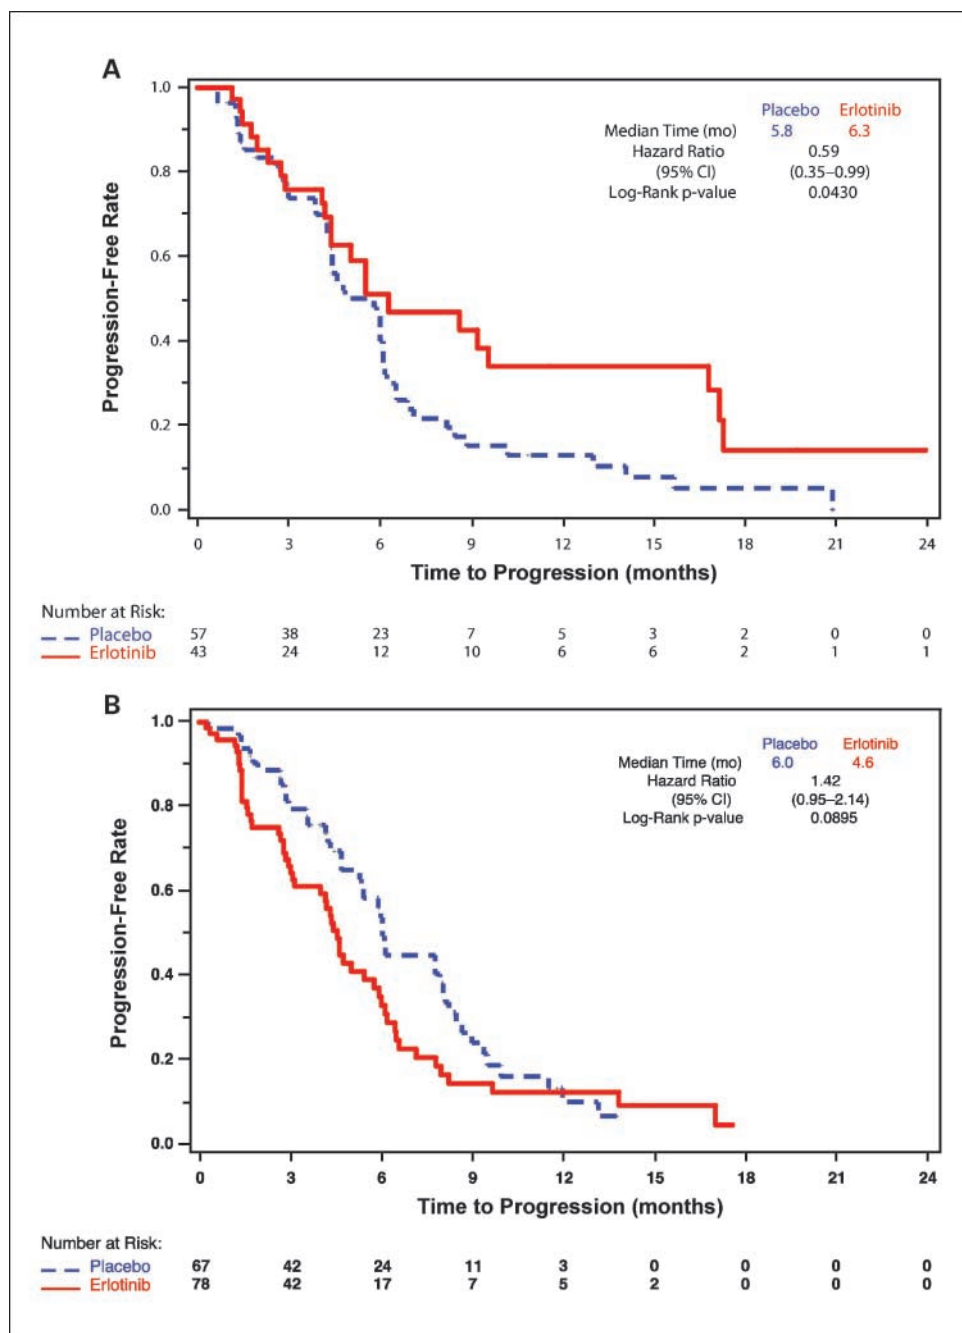 A
Placebo Erlotinib
Median Time (mo) 5.8 6.3
Hazard Ratio 0.59
(95% CI) (0.35–0.99)
Log-Rank p-value 0.0430
Progression-Free Rate
1.0
0.8
0.6
0.4
0.2
0.0
0 3 6 9 12 15 18 21 24
Time to Progression (months)
Number at Risk:
Placebo 57 38 23 7 5 3 2 0 0
Erlotinib 43 24 12 10 6 6 2 1 1
B
Placebo Erlotinib
Median Time (mo) 6.0 4.6
Hazard Ratio 1.42
(95% CI) (0.95–2.14)
Log-Rank p-value 0.0895
Progression-Free Rate
1.0
0.8
0.6
0.4
0.2
0.0
0 3 6 9 12 15 18 21 24
Time to Progression (months)
Number at Risk:
Placebo 67 42 24 11 3 0 0 0 0
Erlotinib 78 42 17 7 5 2 0 0 0